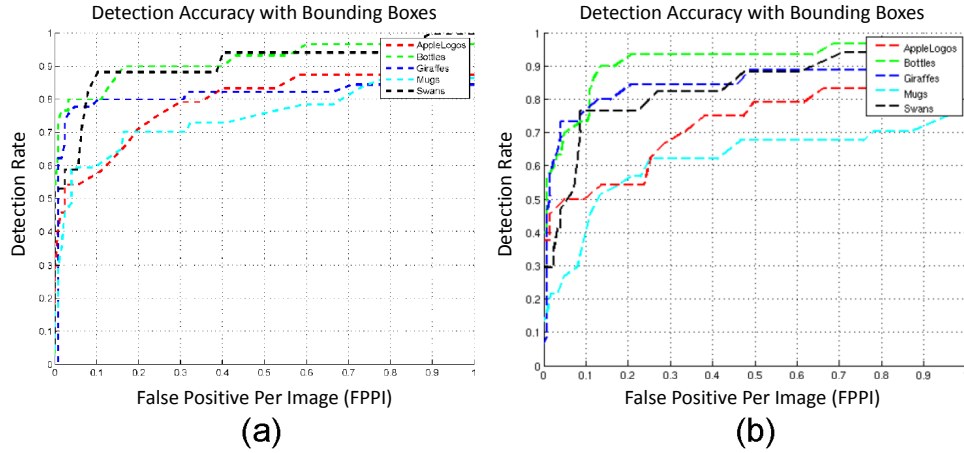 Detection Accuracy with Bounding Boxes
Detection Rate
1
0.9
0.8
0.7
0.6
0.5
0.4
0.3
0.2
0.1
0
0 0.1 0.2 0.3 0.4 0.5 0.6 0.7 0.8 0.9 1
AppleLogos
Bottles
Giraffes
Mugs
Swans
False Positive Per Image (FPPI)
(a)
Detection Accuracy with Bounding Boxes
Detection Rate
1
0.9
0.8
0.7
0.6
0.5
0.4
0.3
0.2
0.1
0
0 0.1 0.2 0.3 0.4 0.5 0.6 0.7 0.8 0.9
AppleLogos
Bottles
Giraffes
Mugs
Swans
False Positive Per Image (FPPI)
(b)